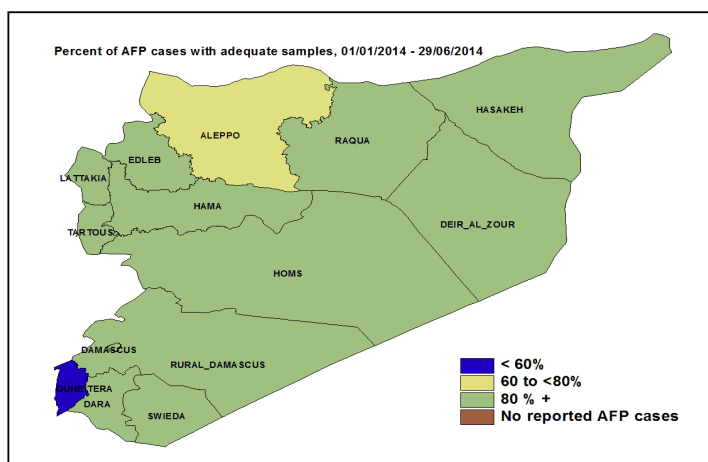 Percent of AFP cases with adequate samples, 01/01/2014 - 29/06/2014
HASAKEH
ALEPPO
RAQUA
EDLEB
LATTAKIA
HAMA
DEIR_AL_ZOUR
TARTOUS
HOMS
DAMASCUS
RURAL_DAMASCUS
QUNEITERA
DARA
SWIEDA
< 60%
60 to <80%
80 % +
No reported AFP cases